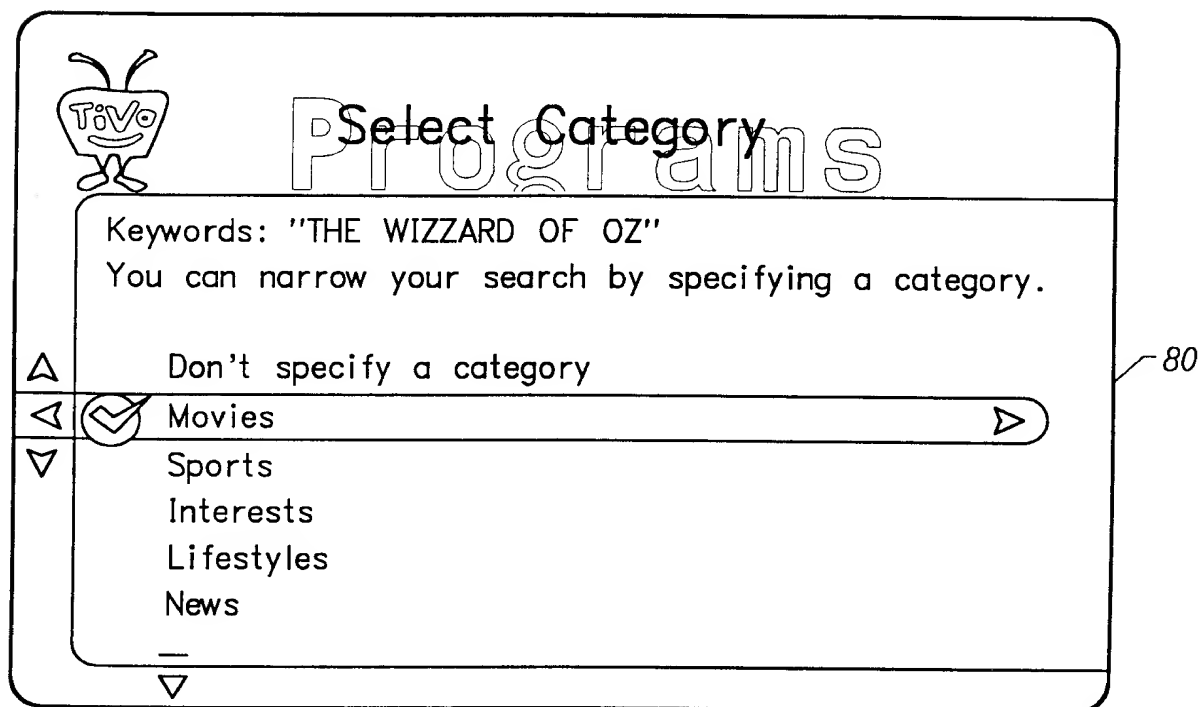 TiVo
Programs
Select Category
Keywords: "THE WIZZARD OF OZ"
You can narrow your search by specifying a category.
Don't specify a category
Movies
Sports
Interests
Lifestyles
News
80